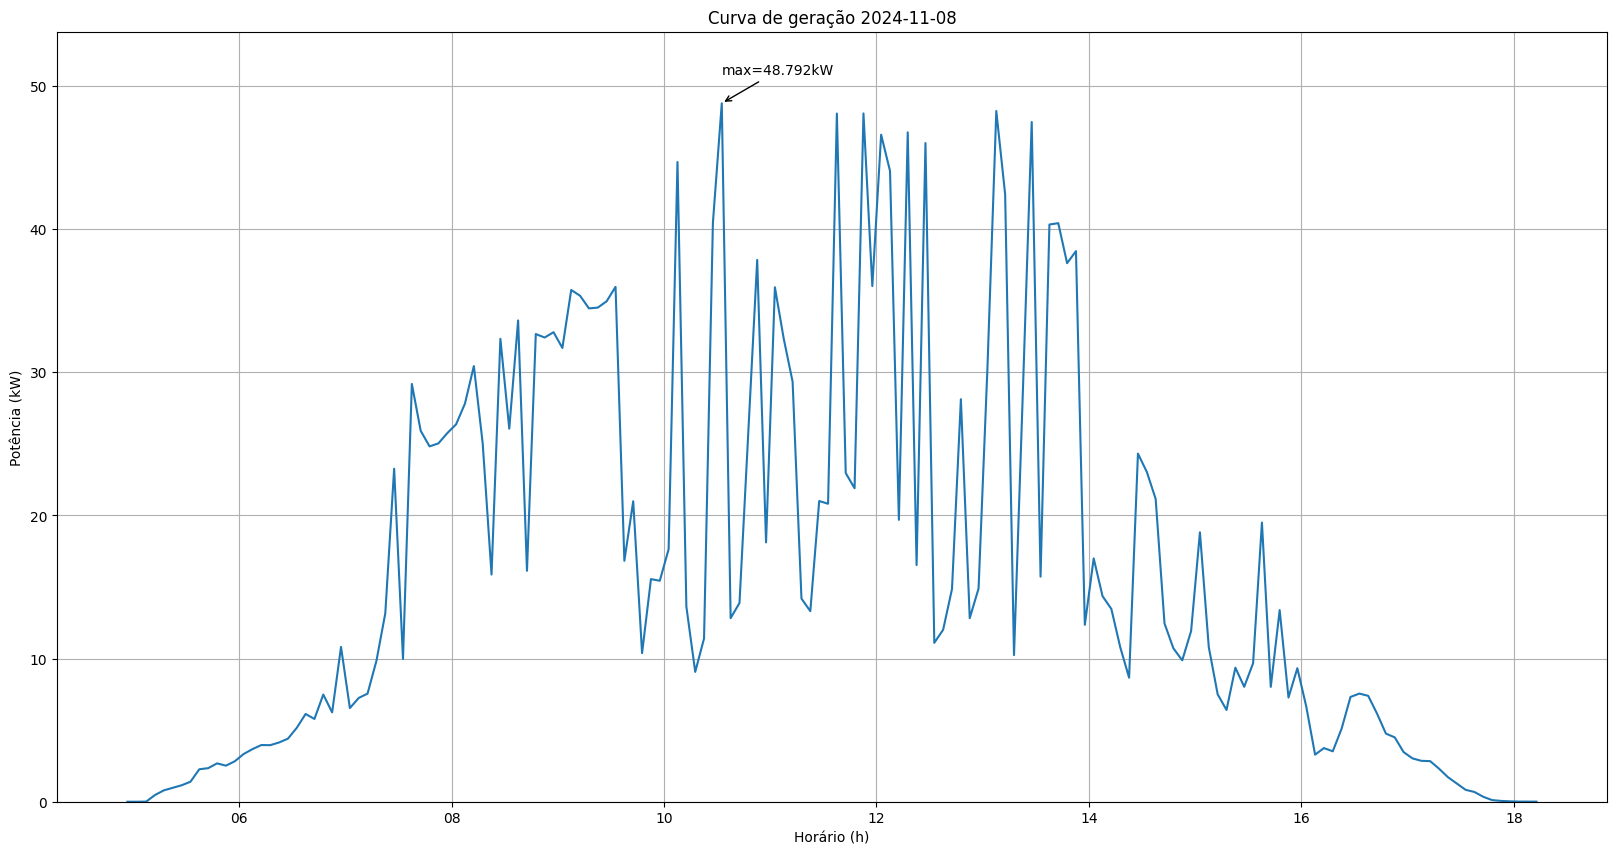 Curva de geração 2024-11-08
max=48.792kW
50
40
30
20
10
0
Potência (kW)
06 08 10 12 14 16 18
Horário (h)